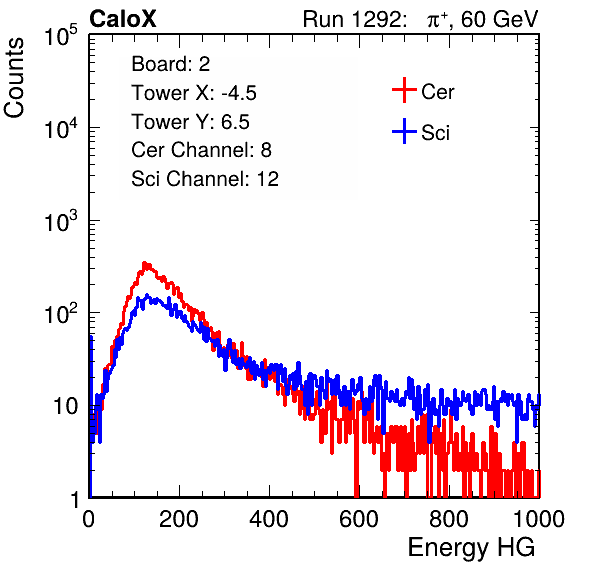 CaloX Run 1292: π⁺, 60 GeV
Counts
10⁵
10⁴
10³
10²
10
1
Board: 2
Tower X: -4.5
Tower Y: 6.5
Cer Channel: 8
Sci Channel: 12
Cer
Sci
0 200 400 600 800 1000
Energy HG